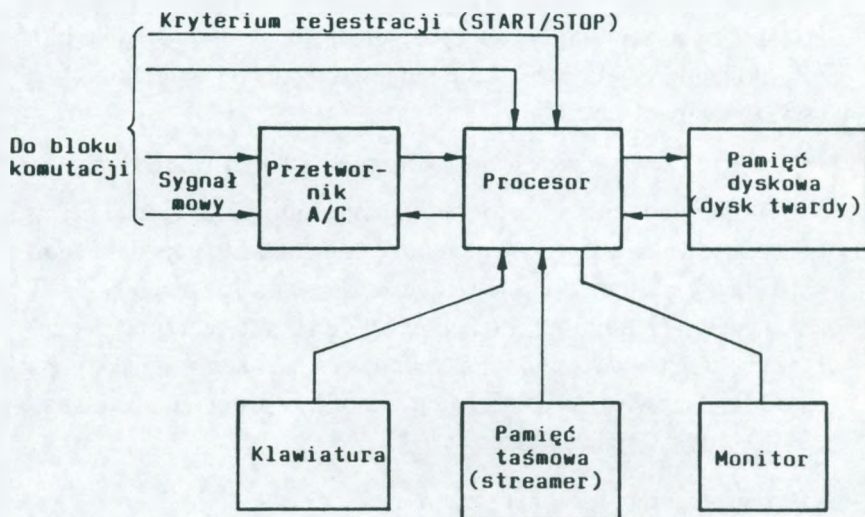 Kryterium rejestracji (START/STOP)
Do bloku
komutacji
Sygnał
mowy
Przetwor-
nik
A/C
Procesor
Pamięć
dyskowa
(dysk twardy)
Klawiatura
Pamięć
taśmowa
(streamer)
Monitor